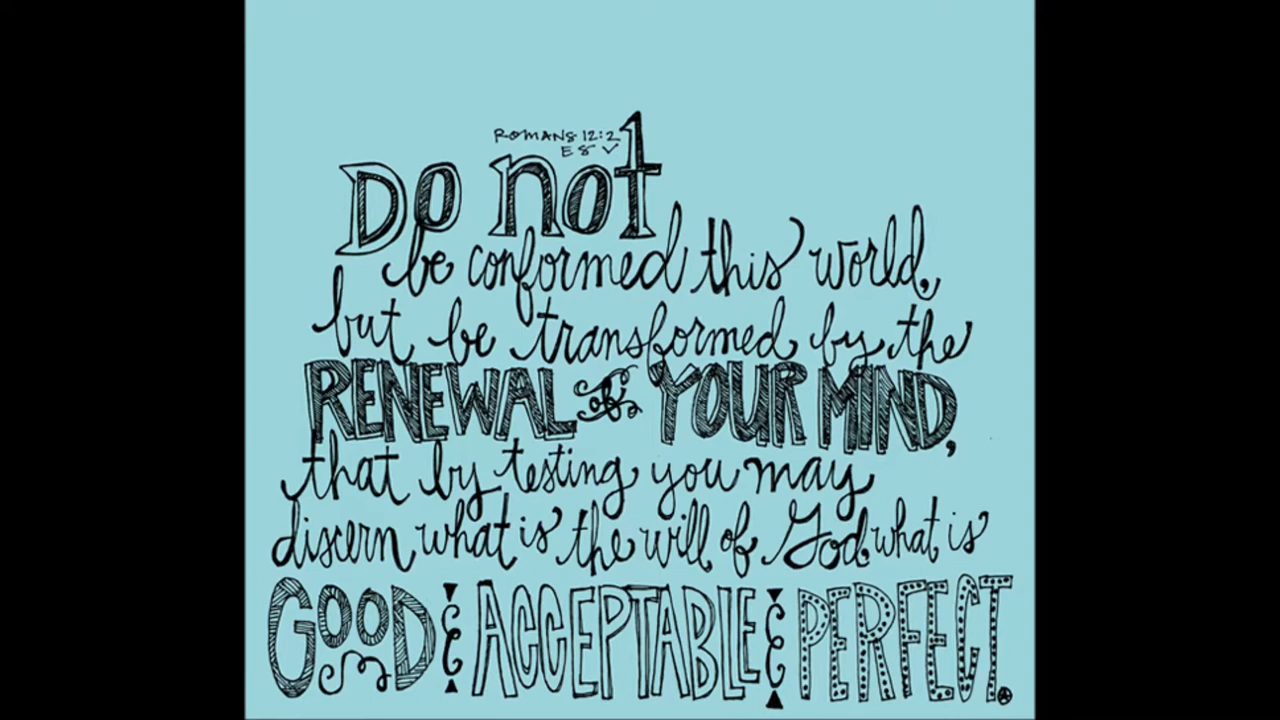 ROMANS 12:2
ESV
Do not
be conformed this world,
but be transformed by the
RENEWAL of YOUR MIND,
that by testing you may
discern what is the will of God. what is
GOOD & ACCEPTABLE & PERFECT.